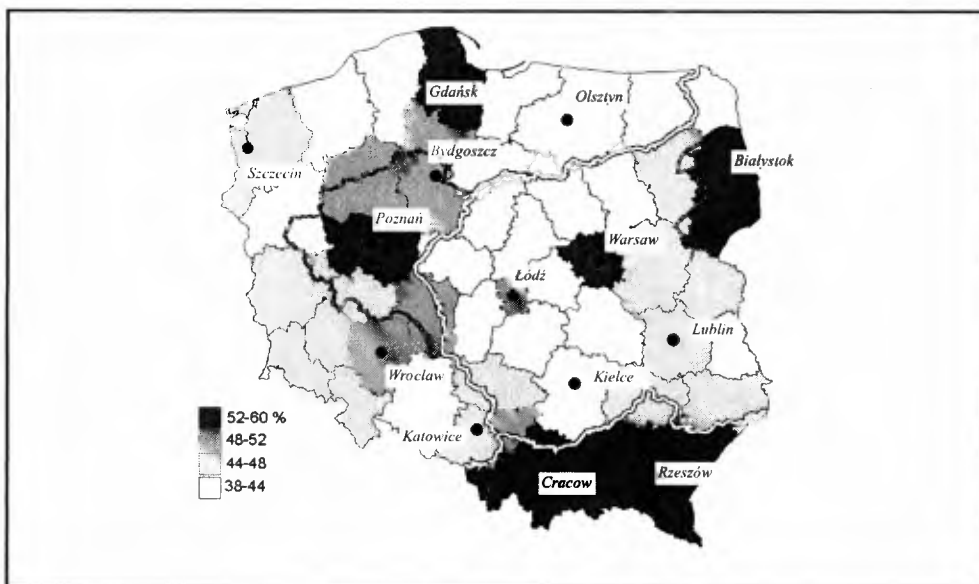 Gdańsk
Olsztyn
Bydgoszcz
Białystok
Szczecin
Poznań
Warsaw
Łódź
Lublin
Wrocław
Kielce
Katowice
Cracow
Rzeszów
52-60 %
48-52
44-48
38-44